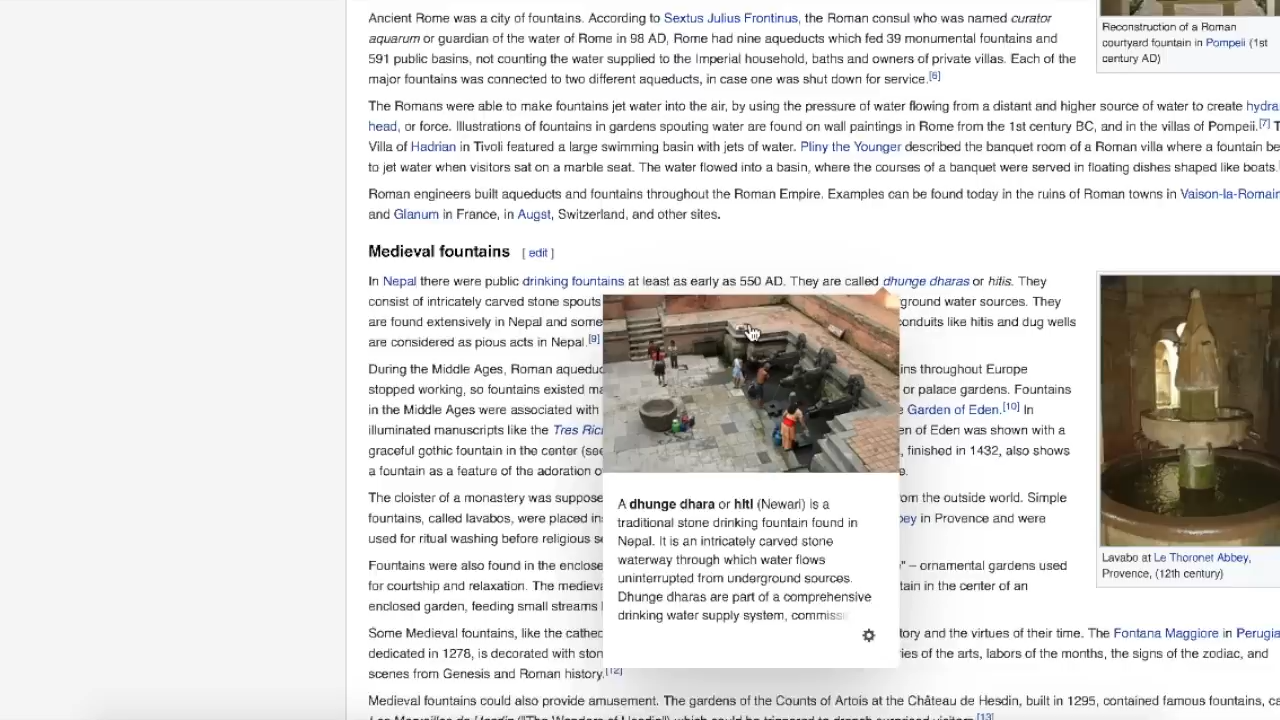 Ancient Rome was a city of fountains. According to Sextus Julius Frontinus, the Roman consul who was named curator
aquarum or guardian of the water of Rome in 98 AD, Rome had nine aqueducts which fed 39 monumental fountains and
591 public basins, not counting the water supplied to the Imperial household, baths and owners of private villas. Each of the
major fountains was connected to two different aqueducts, in case one was shut down for service.[6]
Reconstruction of a Roman
courtyard fountain in Pompeii (1st
century AD)
The Romans were able to make fountains jet water into the air, by using the pressure of water flowing from a distant and higher source of water to create
head, or force. Illustrations of fountains in gardens spouting water are found on wall paintings in Rome from the 1st century BC, and in the villas of Pompeii.[7]
Villa of Hadrian in Tivoli featured a large swimming basin with jets of water. Pliny the Younger described the banquet room of a Roman villa where a fountain
to jet water when visitors sat on a marble seat. The water flowed into a basin, where the courses of a banquet were served in floating dishes shaped like boats.
Roman engineers built aqueducts and fountains throughout the Roman Empire. Examples can be found today in the ruins of Roman towns in
and Glanum in France, in Augst, Switzerland, and other sites.
Medieval fountains [ edit ]
In Nepal there were public drinking fountains at least as early as 550 AD. They are called dhunge dharas or hitis. They
consist of intricately carved stone spouts ground water sources. They
are found extensively in Nepal and some conduits like hitis and dug wells
are considered as pious acts in Nepal.[9]
During the Middle Ages, Roman throughout Europe
stopped working, so fountains existed or palace gardens. Fountains
in the Middle Ages were associated with Garden of Eden.[10] In
illuminated manuscripts like the Tres of Eden was shown with a
graceful gothic fountain in the center , finished in 1432, also shows
a fountain as a feature of the adoration
The cloister of a monastery was from the outside world. Simple
fountains, called lavabos, were placed in Provence and were
used for ritual washing before religious
Fountains were also found in the – ornamental gardens used
for courtship and relaxation. The in the center of an
enclosed garden, feeding small streams
Some Medieval fountains, like the and the virtues of their time. The Fontana Maggiore in Perugia
dedicated in 1278, is decorated with of the arts, labors of the months, the signs of the zodiac, and
scenes from Genesis and Roman history.[12]
Medieval fountains could also provide amusement. The gardens of the Counts of Artois at the Château de Hesdin, built in 1295, contained famous fountains,
A dhunge dhara or hiti (Newari) is a
traditional stone drinking fountain found in
Nepal. It is an intricately carved stone
waterway through which water flows
uninterrupted from underground sources.
Dhunge dharas are part of a comprehensive
drinking water supply system,
Lavabo at Le Thoronet Abbey,
Provence, (12th century)